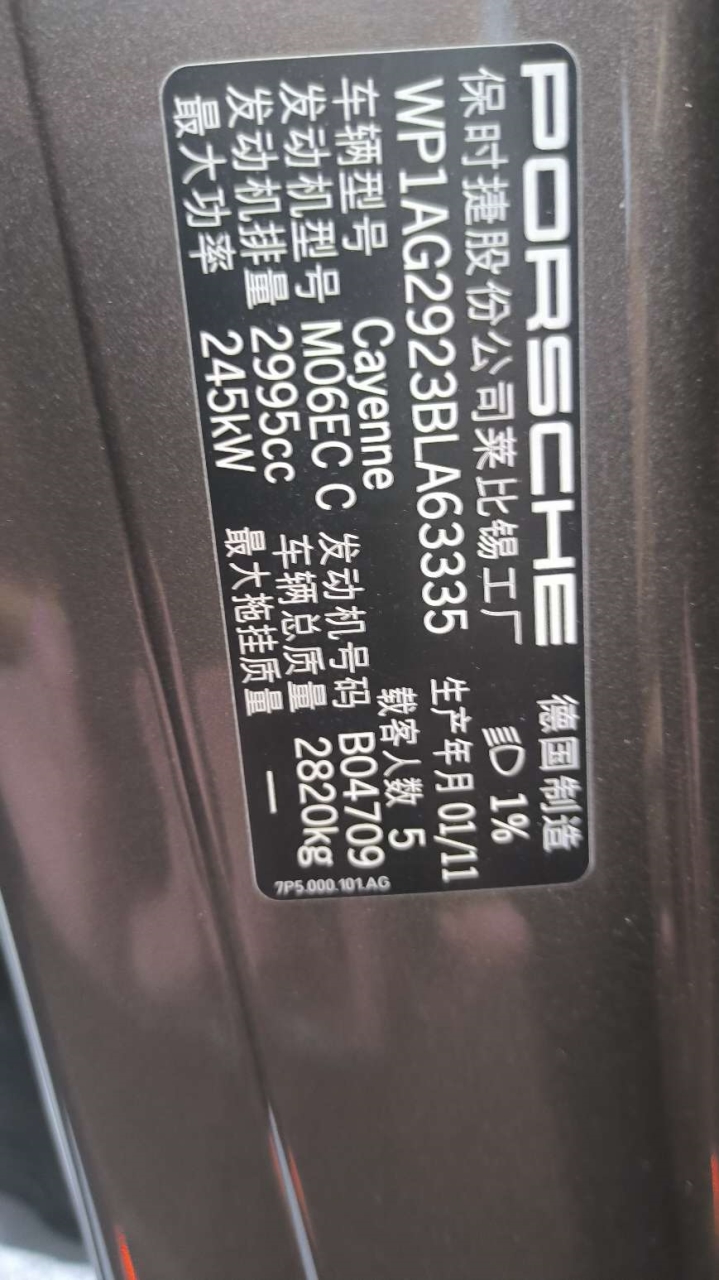 PORSCHE 德国制造
保时捷股份公司莱比锡工厂 1%
WP1AG2923BLA63335 生产年月 01/11
车辆型号 Cayenne 载客人数 5
发动机型号 M06EC C 发动机号码 B04709
发动机排量 2995cc 车辆总质量 2820kg
最大功率 245kW 最大拖挂质量 —
7P5.000.101.AG